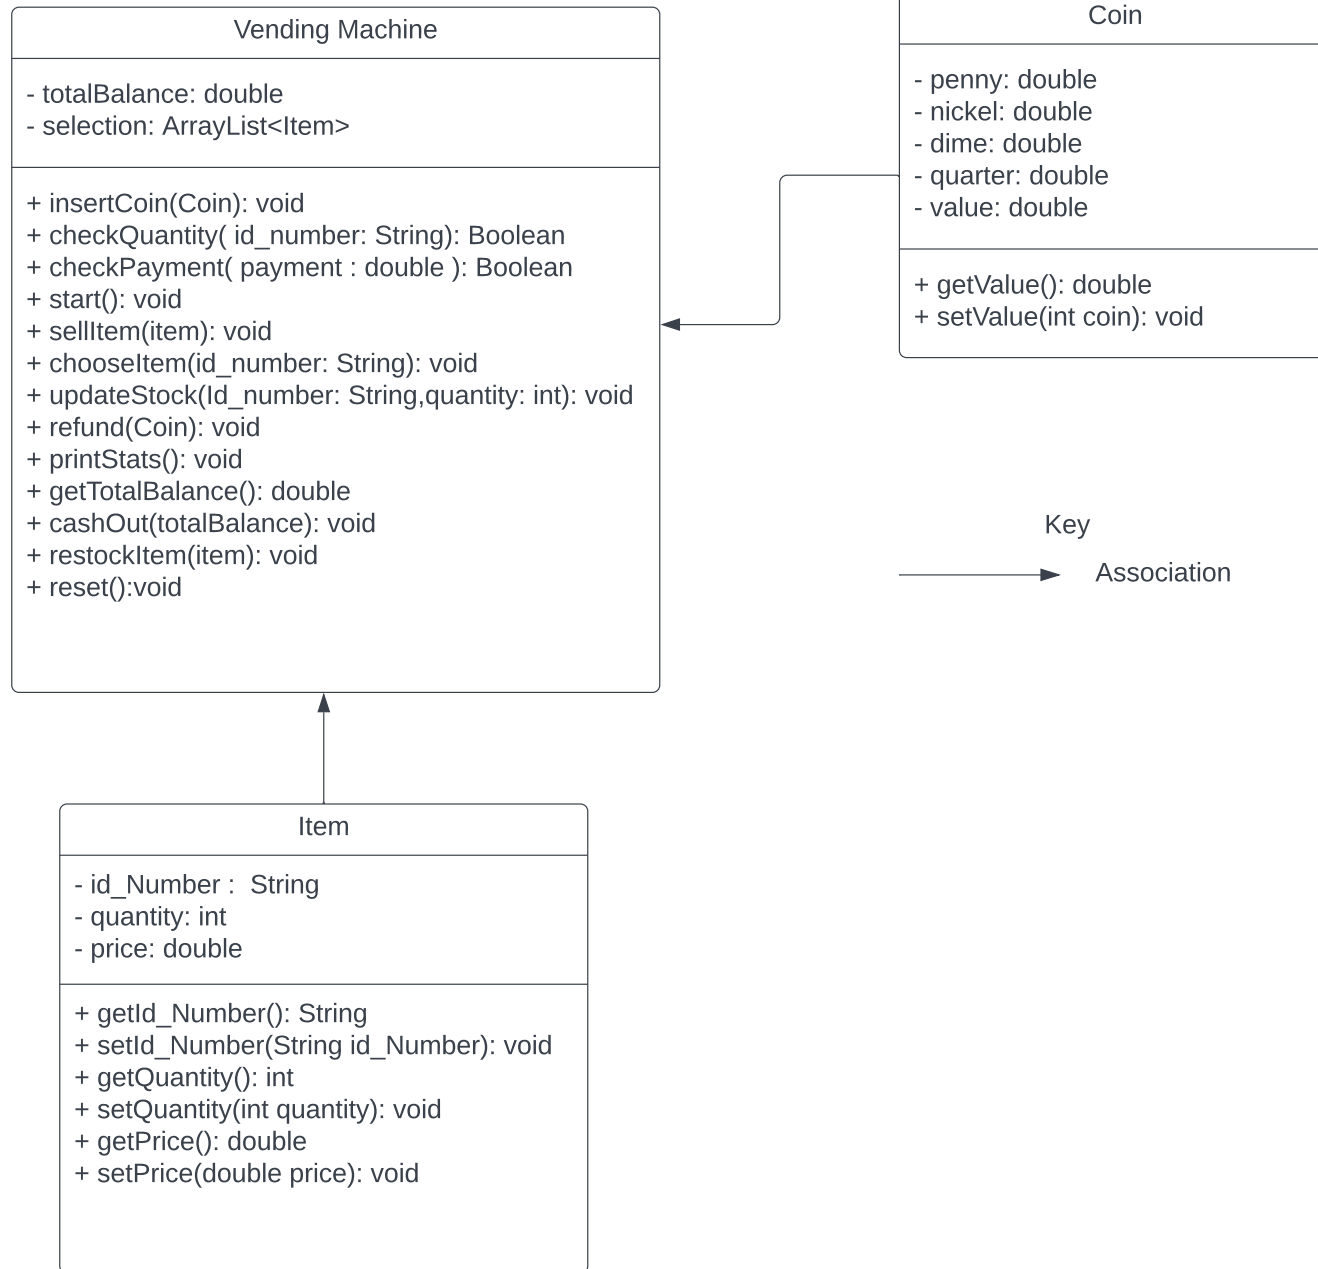 Vending Machine
- totalBalance: double
- selection: ArrayList<Item>
+ insertCoin(Coin): void
+ checkQuantity( id_number: String): Boolean
+ checkPayment( payment : double ): Boolean
+ start(): void
+ sellItem(item): void
+ chooseItem(id_number: String): void
+ updateStock(Id_number: String,quantity: int): void
+ refund(Coin): void
+ printStats(): void
+ getTotalBalance(): double
+ cashOut(totalBalance): void
+ restockItem(item): void
+ reset():void
Coin
- penny: double
- nickel: double
- dime: double
- quarter: double
- value: double
+ getValue(): double
+ setValue(int coin): void
Key
Association
Item
- id_Number :  String
- quantity: int
- price: double
+ getId_Number(): String
+ setId_Number(String id_Number): void
+ getQuantity(): int
+ setQuantity(int quantity): void
+ getPrice(): double
+ setPrice(double price): void